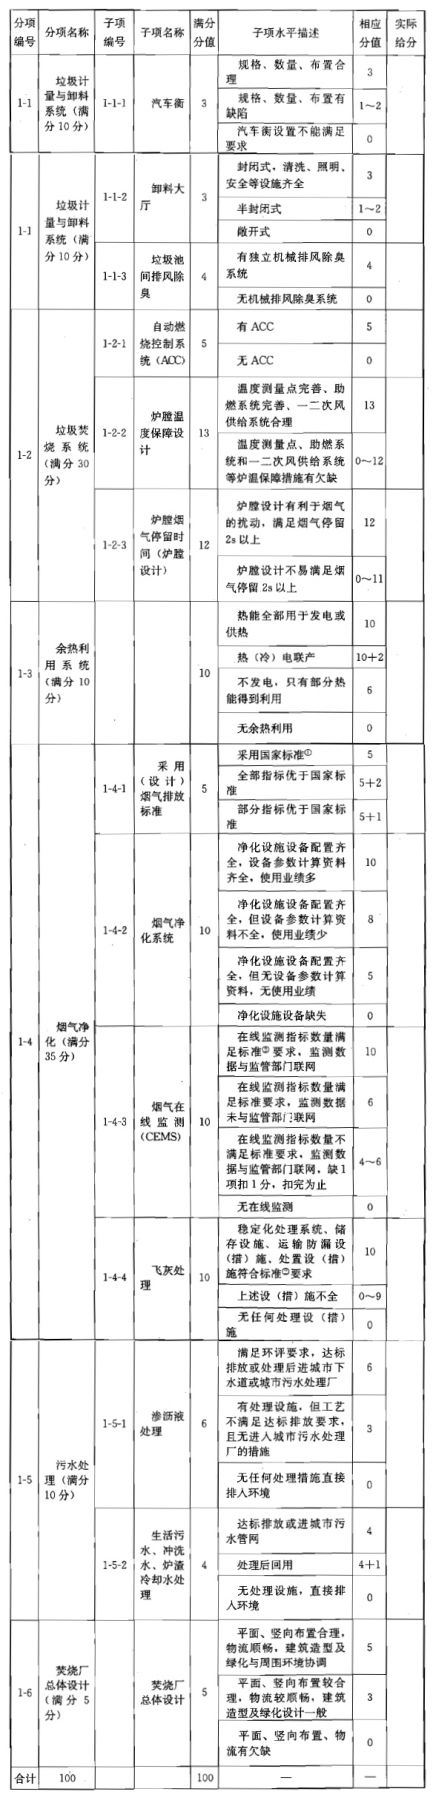 分项编号 分项名称 子项编号 子项名称 满分分值 子项水平描述 相应分值 实际给分
1-1 垃圾计量与卸料系统（满分10分） 1-1-1 汽车衡 3 规格、数量、布置合理 3
规格、数量、布置有缺陷 1~2
汽车衡设置不能满足要求 0
1-1 垃圾计量与卸料系统（满分10分） 1-1-2 卸料大厅 3 封闭式，清洗、照明、安全等设施齐全 3
半封闭式 1~2
敞开式 0
1-1-3 垃圾池间排风除臭 4 有独立机械排风除臭系统 4
无机械排风除臭系统 0
1-2 垃圾焚烧系统（满分30分） 1-2-1 自动燃烧控制系统（ACC） 5 有ACC 5
无ACC 0
1-2-2 炉膛温度保障设计 13 温度测量点完善、助燃系统完善、一二次风供给系统合理 13
温度测量点、助燃系统和一二次风供给系统等炉温保障措施有欠缺 0~12
1-2-3 炉膛烟气停留时间（炉膛设计） 12 炉膛设计有利于烟气的扰动，满足烟气停留2s以上 12
炉膛设计不易满足烟气停留2s以上 0~11
1-3 余热利用系统（满分10分） 10 热能全部用于发电或供热 10
热（冷）电联产 10+2
不发电，只有部分热能得到利用 6
无余热利用 0
1-4 烟气净化（满分35分） 1-4-1 采用（设计）烟气排放标准 5 采用国家标准① 5
全部指标优于国家标准 5+2
部分指标优于国家标准 5+1
1-4-2 烟气净化系统 10 净化设施设备配置齐全，设备参数计算资料齐全，使用业绩多 10
净化设施设备配置齐全，但设备参数计算资料不全，使用业绩少 8
净化设施设备配置齐全，但无设备参数计算资料，无使用业绩 5
净化设施设备缺失 0
1-4-3 烟气在线监测（CEMS） 10 在线监测指标数量满足标准②要求，监测数据与监管部门联网 10
在线监测指标数量满足标准要求，监测数据未与监管部门联网 6
在线监测指标数量不满足标准要求，监测数据与监管部门联网，缺1项扣1分，扣完为止 4~6
无在线监测 0
1-4-4 飞灰处理 10 稳定化处理系统、储存设施、运输防漏设（措）施、处置设（措）施符合标准②要求 10
上述设（措）施不全 0~9
无任何处理设（措）施 0
1-5 污水处理（满分10分） 1-5-1 渗沥液处理 6 满足环评要求，达标排放或处理后进城市下水道或城市污水处理厂 6
有处理设施，但工艺不满足达标排放要求，且无进入城市污水处理厂的措施 3
无任何处理措施直接排入环境 0
1-5-2 生活污水、冲洗水、炉渣冷却水处理 4 达标排放或进城市污水管网 4
处理后回用 4+1
无处理设施，直接排入环境 0
1-6 焚烧厂总体设计（满分5分） 焚烧厂总体设计 5 平面、竖向布置合理，物流顺畅，建筑造型及绿化与周围环境协调 5
平面、竖向布置较合理，物流较顺畅，建筑造型及绿化设计一般 3
平面、竖向布置、物流有欠缺 0
合计 100 100 — —